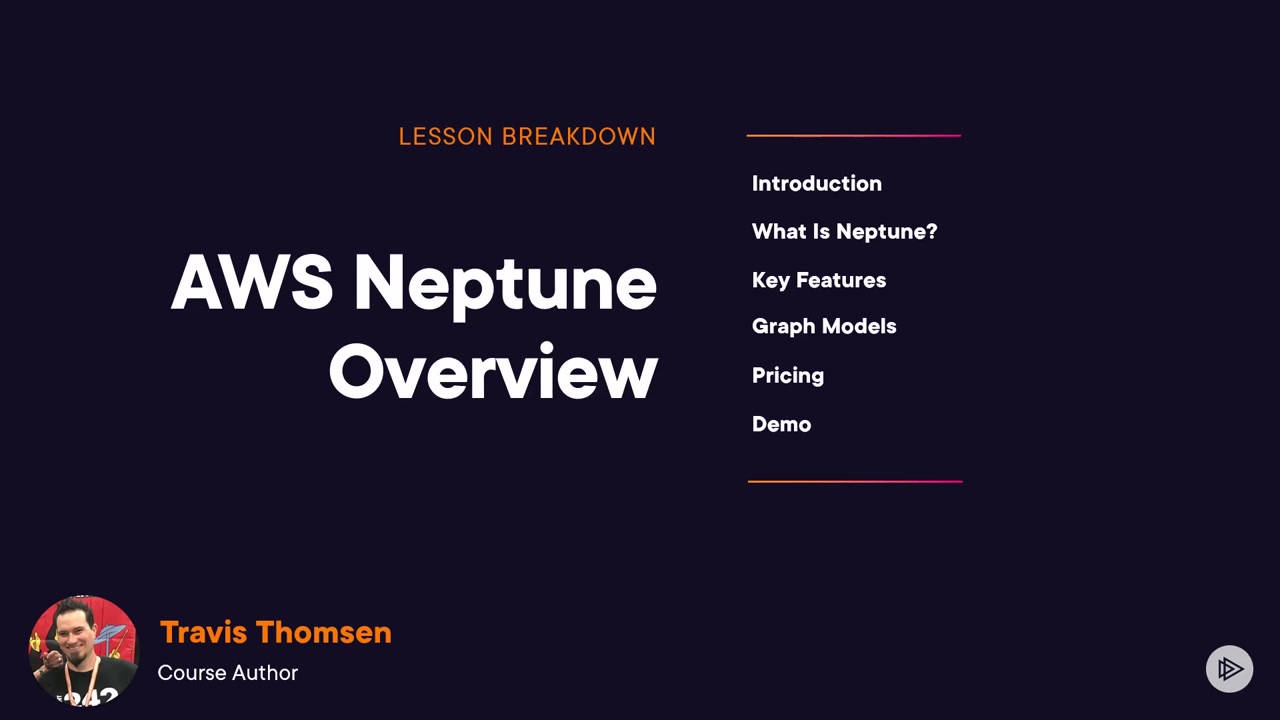 LESSON BREAKDOWN
AWS Neptune
Overview
Introduction
What Is Neptune?
Key Features
Graph Models
Pricing
Demo
Travis Thomsen
Course Author
242